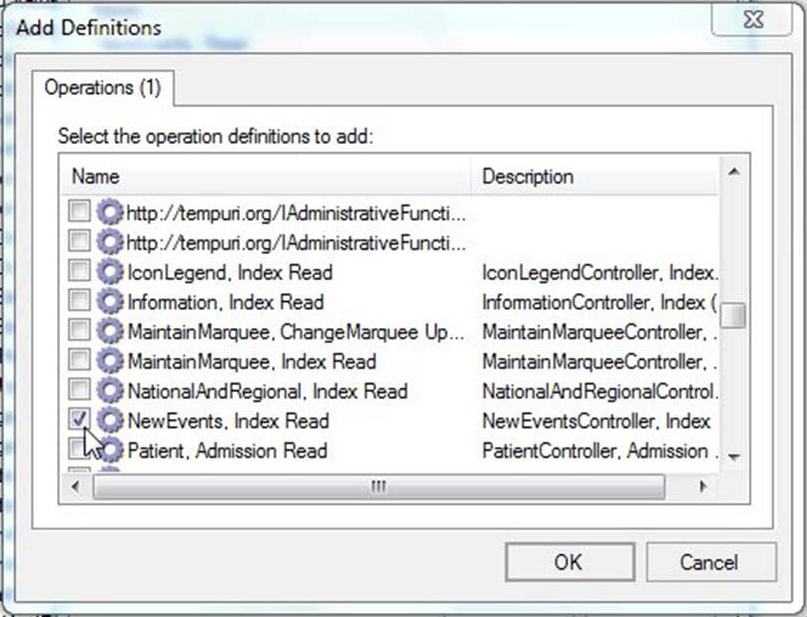 Add Definitions
Operations (1)
Select the operation definitions to add:
Name Description
http://tempuri.org/IAdministrativeFuncti...
http://tempuri.org/IAdministrativeFuncti...
IconLegend, Index Read IconLegendController, Index.
Information, Index Read InformationController, Index (
MaintainMarquee, ChangeMarquee Up... MaintainMarqueeController, .
MaintainMarquee, Index Read MaintainMarqueeController, .
NationalAndRegional, Index Read NationalAndRegionalControl.
NewEvents, Index Read NewEventsController, Index
Patient, Admission Read PatientController, Admission .
OK Cancel